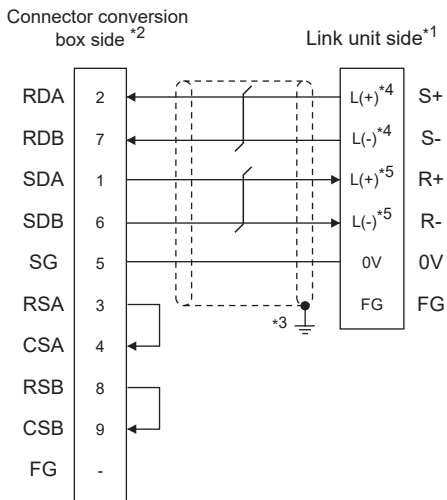 Connector conversion
box side *2
Link unit side*1
RDA 2 L(+)*4 S+
RDB 7 L(-)*4 S-
SDA 1 L(+)*5 R+
SDB 6 L(-)*5 R-
SG 5 0V 0V
RSA 3 FG FG
*3
CSA 4
RSB 8
CSB 9
FG -